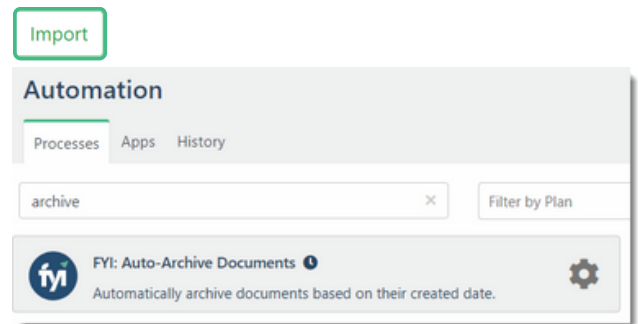 Import
Automation
Processes Apps History
archive × Filter by Plan
fyi FYI: Auto-Archive Documents
Automatically archive documents based on their created date.